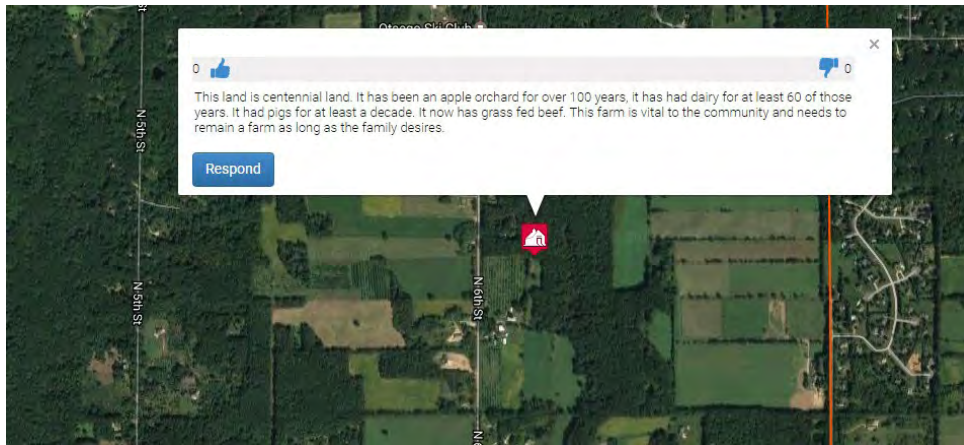 St
Otsego Ski Club
×
0
0
This land is centennial land. It has been an apple orchard for over 100 years, it has had dairy for at least 60 of those
years. It had pigs for at least a decade. It now has grass fed beef. This farm is vital to the community and needs to
remain a farm as long as the family desires.
Respond
N 5th St
N 5th St
N 6th St